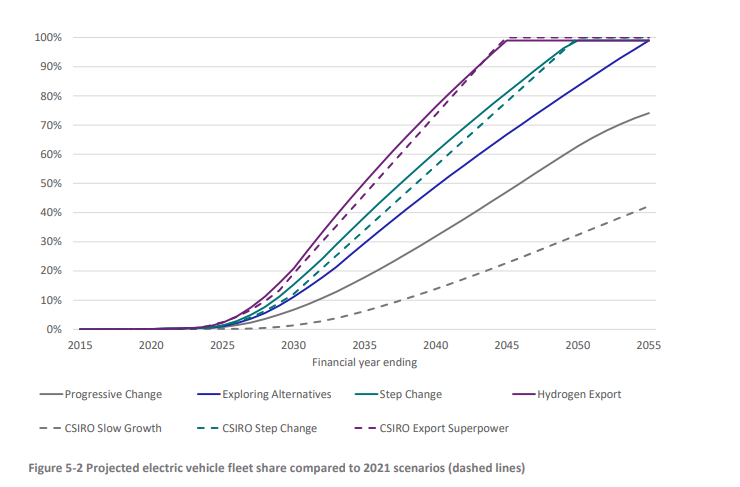 100%
90%
80%
70%
60%
50%
40%
30%
20%
10%
0%
2015 2020 2025 2030 2035 2040 2045 2050 2055
Financial year ending
Progressive Change Exploring Alternatives Step Change Hydrogen Export
CSIRO Slow Growth CSIRO Step Change CSIRO Export Superpower
Figure 5-2 Projected electric vehicle fleet share compared to 2021 scenarios (dashed lines)